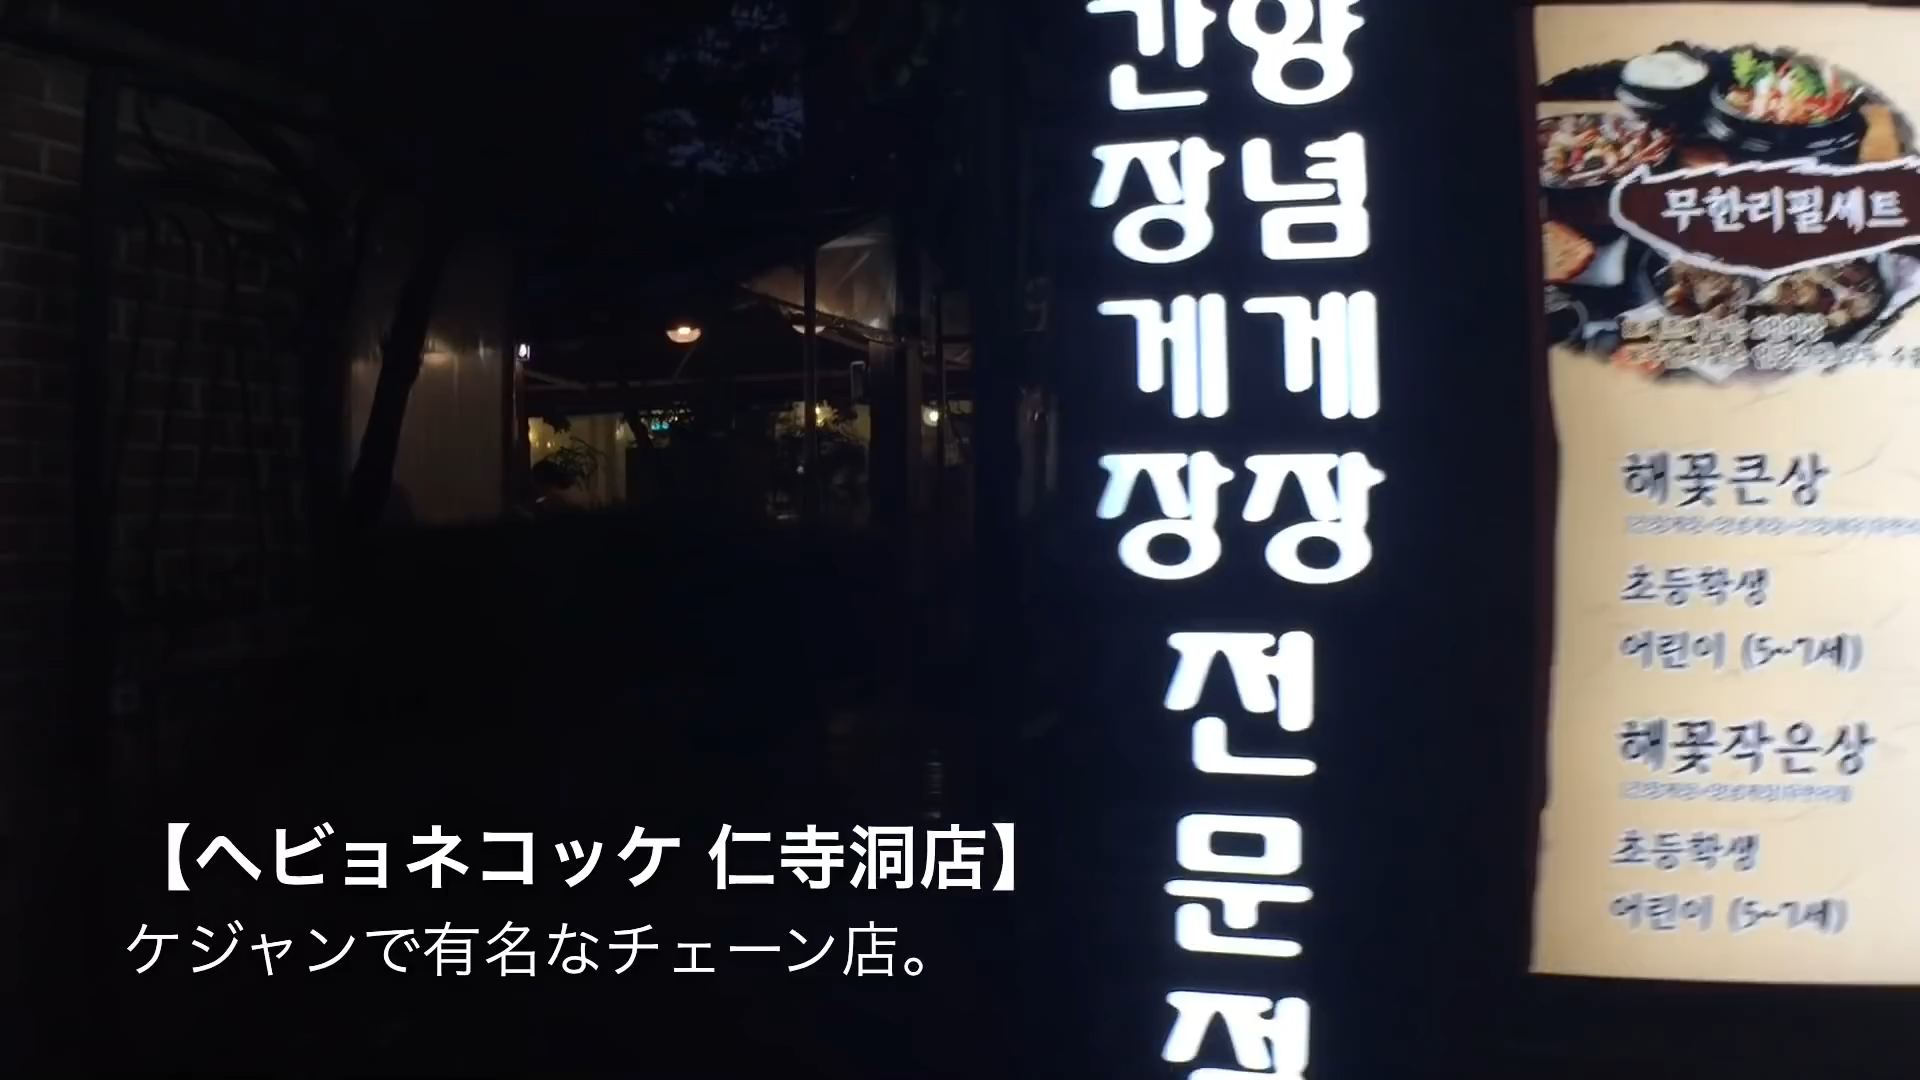 간장게장
양념게장
전문점
무한리필세트
해꽃큰상
초등학생
어린이 (5~7세)
해꽃작은상
초등학생
어린이 (5~7세)
【ヘビョネコッケ 仁寺洞店】
ケジャンで有名なチェーン店。